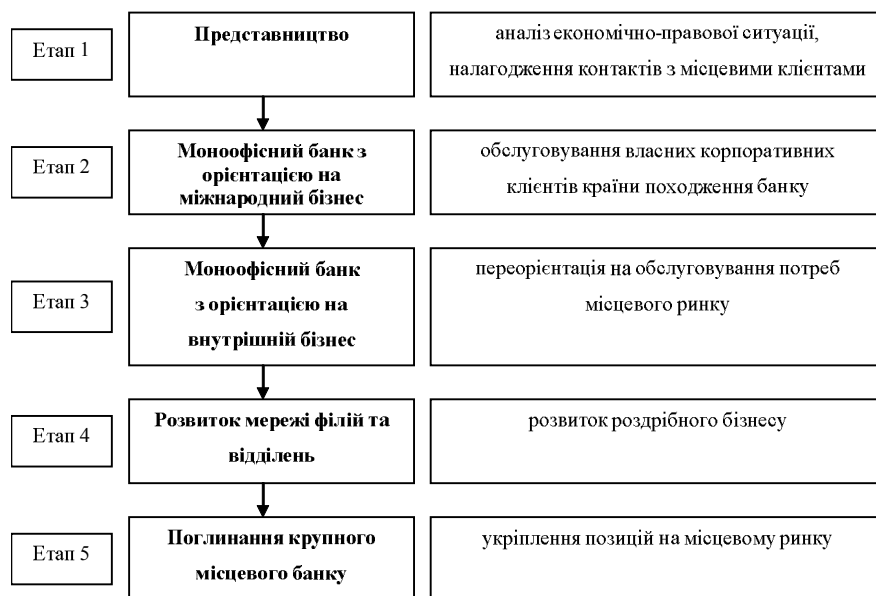 Етап 1
Представництво
аналіз економічно-правової ситуації,
налагодження контактів з місцевими клієнтами
Етап 2
Моноофісний банк з
орієнтацією на
міжнародний бізнес
обслуговування власних корпоративних
клієнтів країни походження банку
Етап 3
Моноофісний банк
з орієнтацією на
внутрішній бізнес
переорієнтація на обслуговування потреб
місцевого ринку
Етап 4
Розвиток мережі філій та
відділень
розвиток роздрібного бізнесу
Етап 5
Поглинання крупного
місцевого банку
укріплення позицій на місцевому ринку